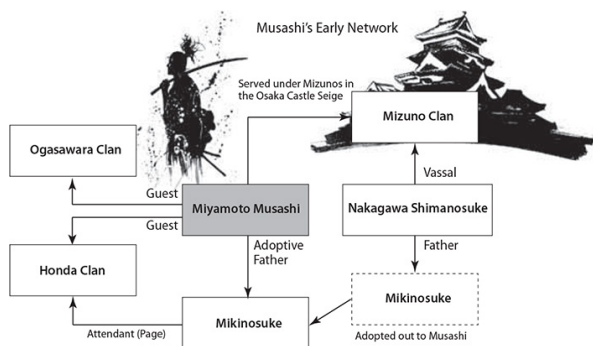 Musashi's Early Network
Served under Mizunos in
the Osaka Castle Seige
Mizuno Clan
Ogasawara Clan
Vassal
Guest
Miyamoto Musashi
Nakagawa Shimanosuke
Guest
Adoptive
Father
Father
Honda Clan
Mikinosuke
Mikinosuke
Attendant (Page)
Adopted out to Musashi